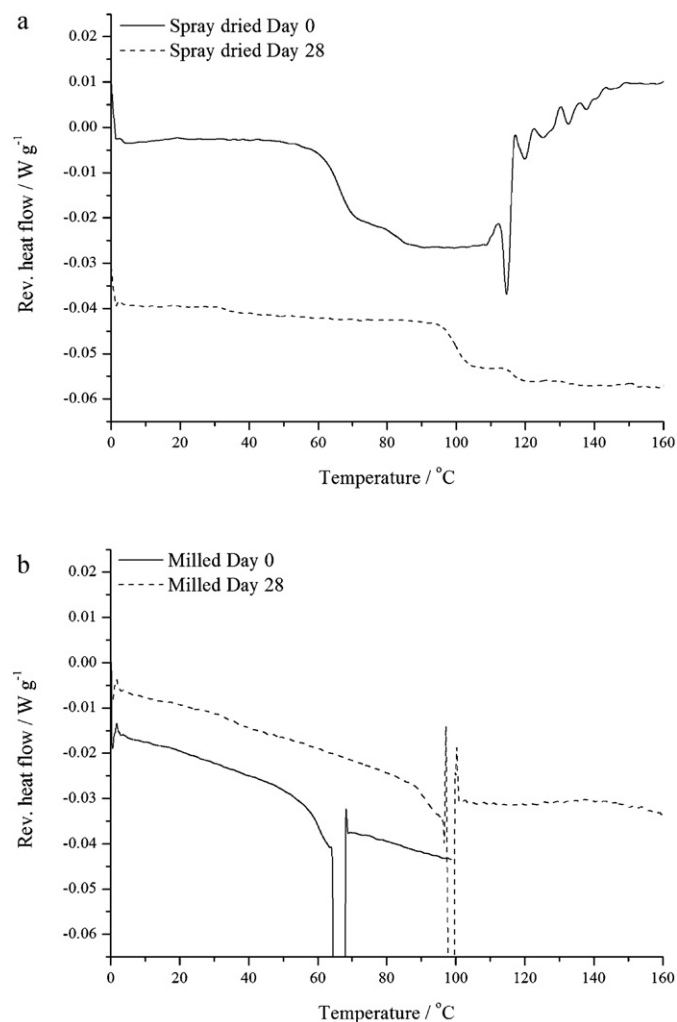 a
Spray dried Day 0
Spray dried Day 28
0.02
0.01
0.00
-0.01
-0.02
-0.03
-0.04
-0.05
-0.06
Rev. heat flow / W g⁻¹
0 20 40 60 80 100 120 140 160
Temperature / °C
b
Milled Day 0
Milled Day 28
0.02
0.01
0.00
-0.01
-0.02
-0.03
-0.04
-0.05
-0.06
Rev. heat flow / W g⁻¹
0 20 40 60 80 100 120 140 160
Temperature / °C